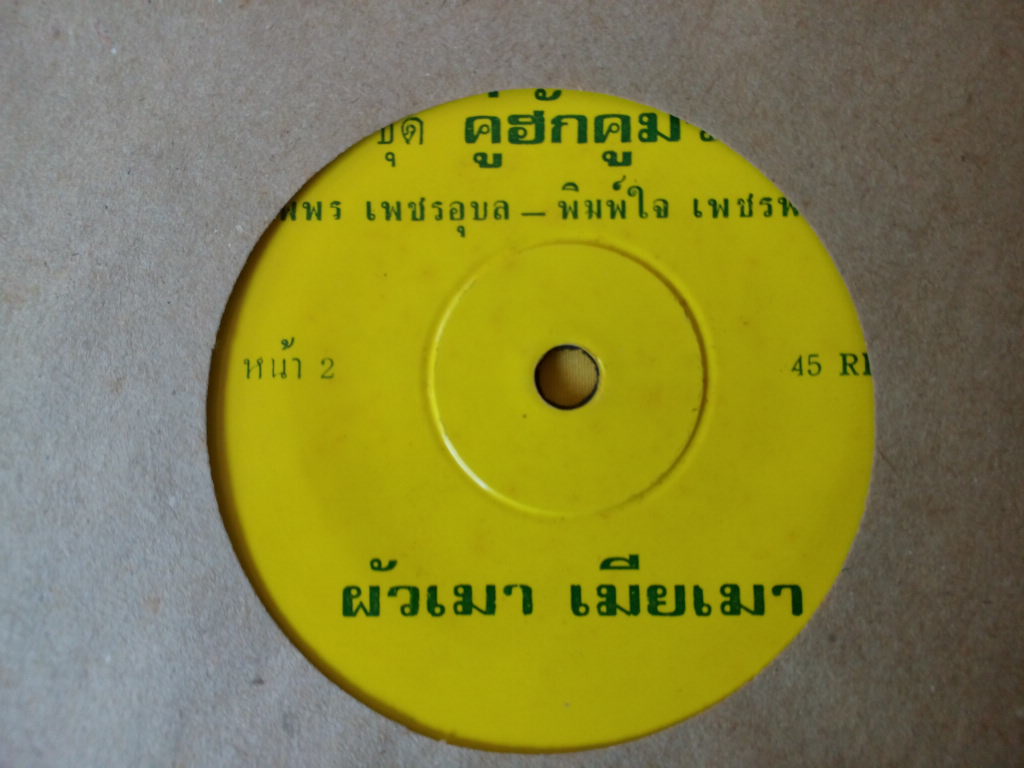 ชุด คู่ฮักคู่
เพชรอุบล - พิมพ์ใจ
หน้า 2 45
ผัวเมา เมียเมา